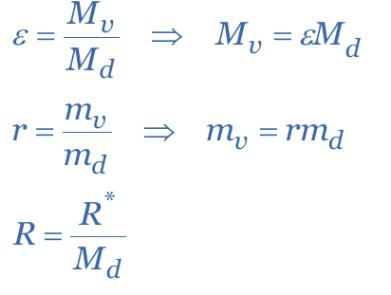 ε = M_v / M_d ⇒ M_v = εM_d
r = m_v / m_d ⇒ m_v = rm_d
R = R^* / M_d